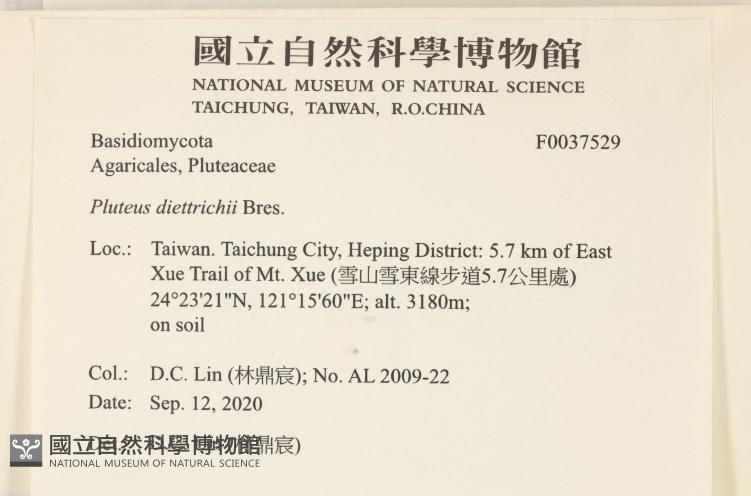 國立自然科學博物館
NATIONAL MUSEUM OF NATURAL SCIENCE
TAICHUNG, TAIWAN, R.O.CHINA
Basidiomycota F0037529
Agaricales, Pluteaceae
Pluteus diettrichii Bres.
Loc.: Taiwan. Taichung City, Heping District: 5.7 km of East
Xue Trail of Mt. Xue (雪山雪東線步道5.7公里處)
24°23'21"N, 121°15'60"E; alt. 3180m;
on soil
Col.: D.C. Lin (林鼎宸); No. AL 2009-22
Date: Sep. 12, 2020
鼎宸)
國立自然科學博物館
NATIONAL MUSEUM OF NATURAL SCIENCE